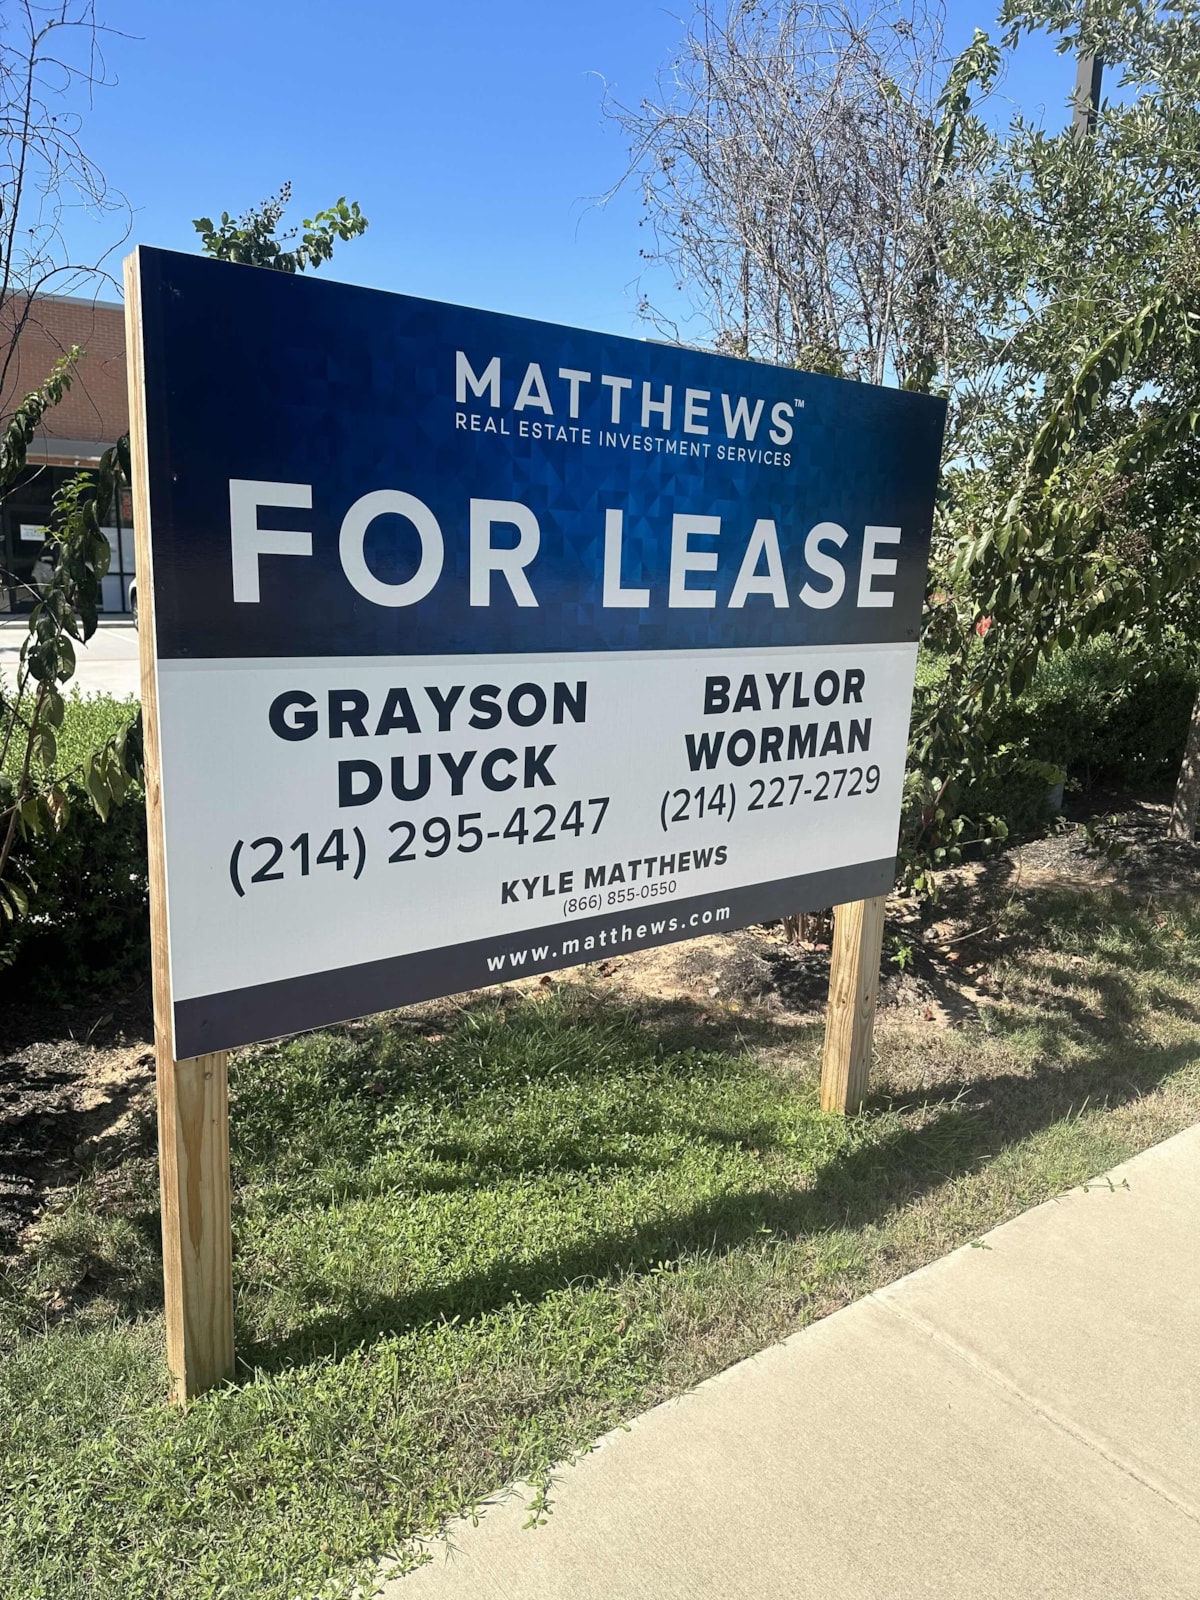 MATTHEWS™
REAL ESTATE INVESTMENT SERVICES
FOR LEASE
GRAYSON
DUYCK
(214) 295-4247
BAYLOR
WORMAN
(214) 227-2729
KYLE MATTHEWS
(866) 855-0550
www.matthews.com